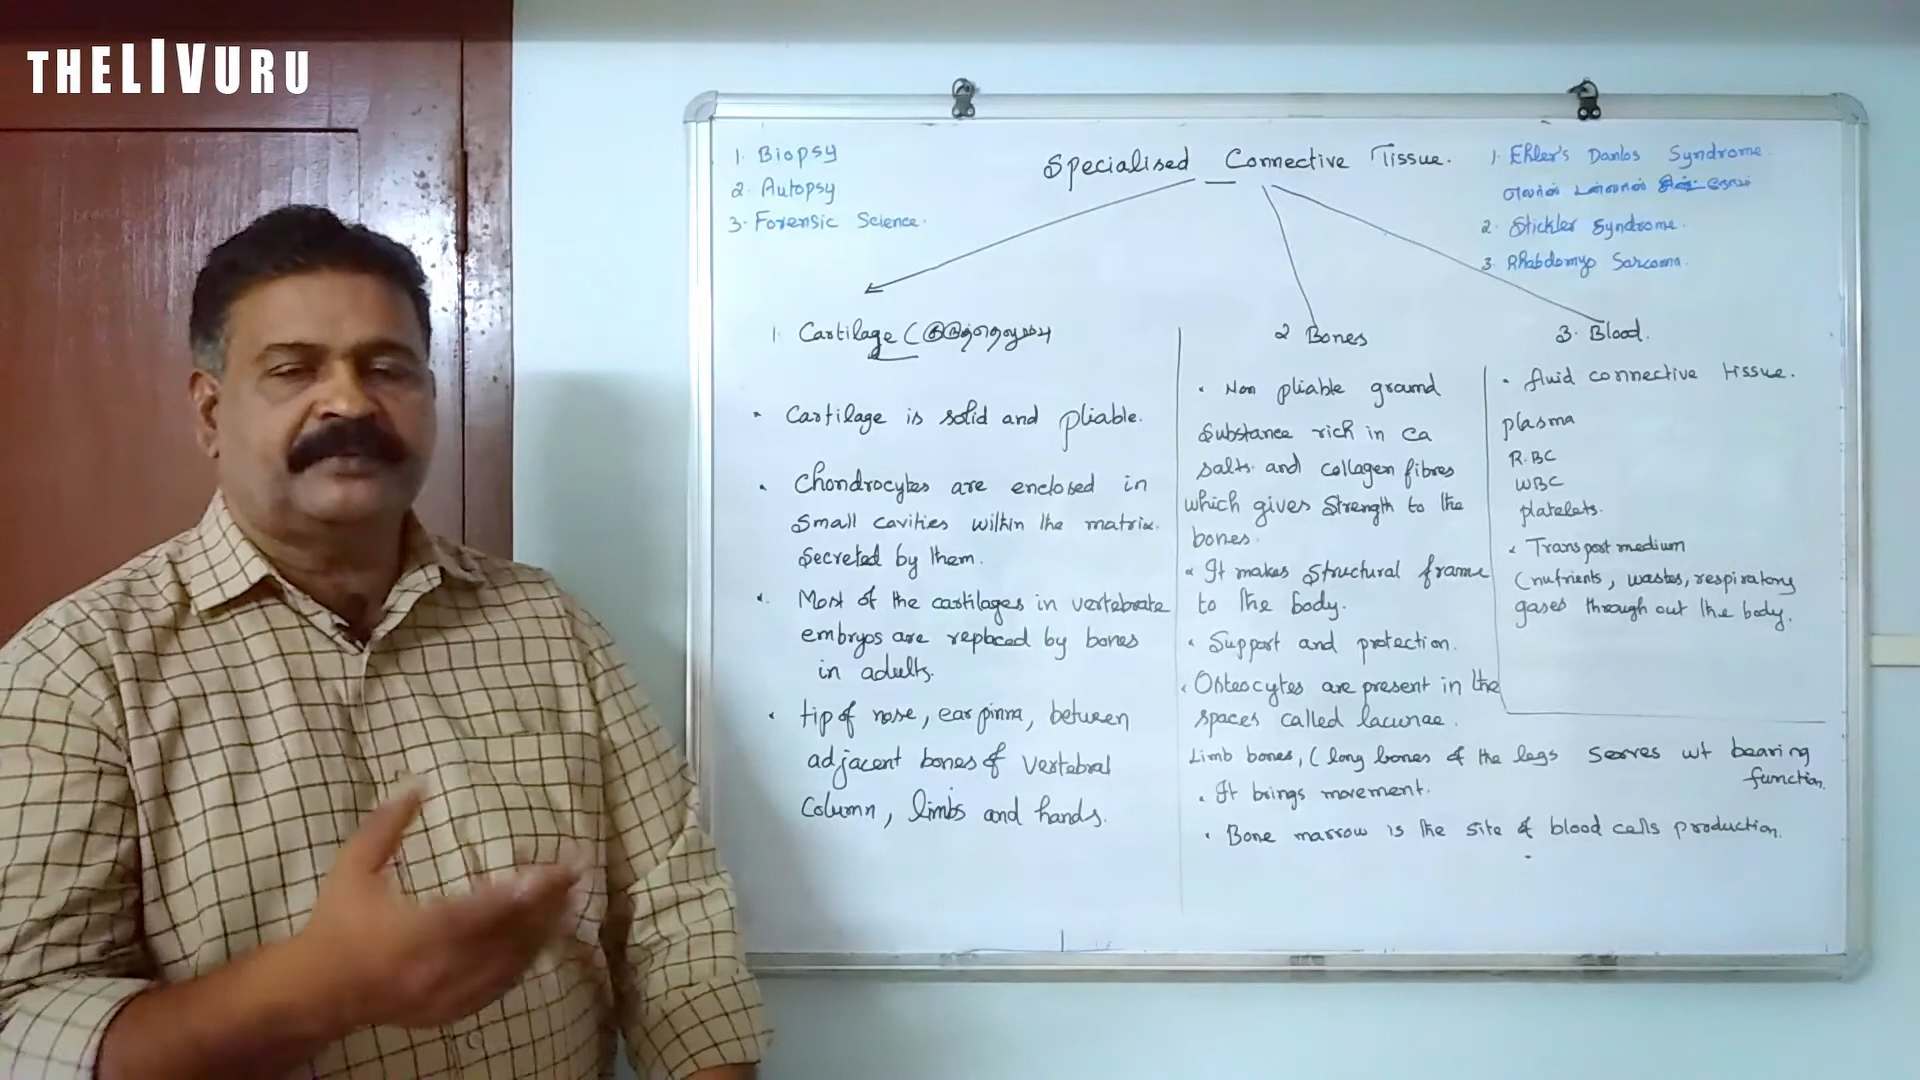 THELIVURU
1. Biopsy
2. Autopsy
3. Forensic Science.
Specialised Connective Tissue.
1. Ehler's Danlos Syndrome.
2. Stickler Syndrome.
3. Rhabdomyo Sarcoma.
1. Cartilage (
• Cartilage is solid and pliable.
• Chondrocytes are enclosed in
small cavities within the matrix.
secreted by them.
• Most of the cartilages in vertebrate
embryos are replaced by bones
in adults.
• tip of nose, ear pinna, between
adjacent bones of vertebral
column, limbs and hands.
2 Bones
• Non pliable ground
substance rich in ca
salts. and collagen fibres
which gives strength to the
bones.
• It makes structural frame
to the body.
• Support and protection.
• Osteocytes are present in the
spaces called lacunae.
Limb bones, (long bones of the legs serves wt bearing
function.
• It brings movement.
• Bone marrow is the site of blood cells production.
3. Blood.
• fluid connective tissue.
plasma
R.BC
WBC
platelets.
• Transport medium
(nutrients, wastes, respiratory
gases through out the body.